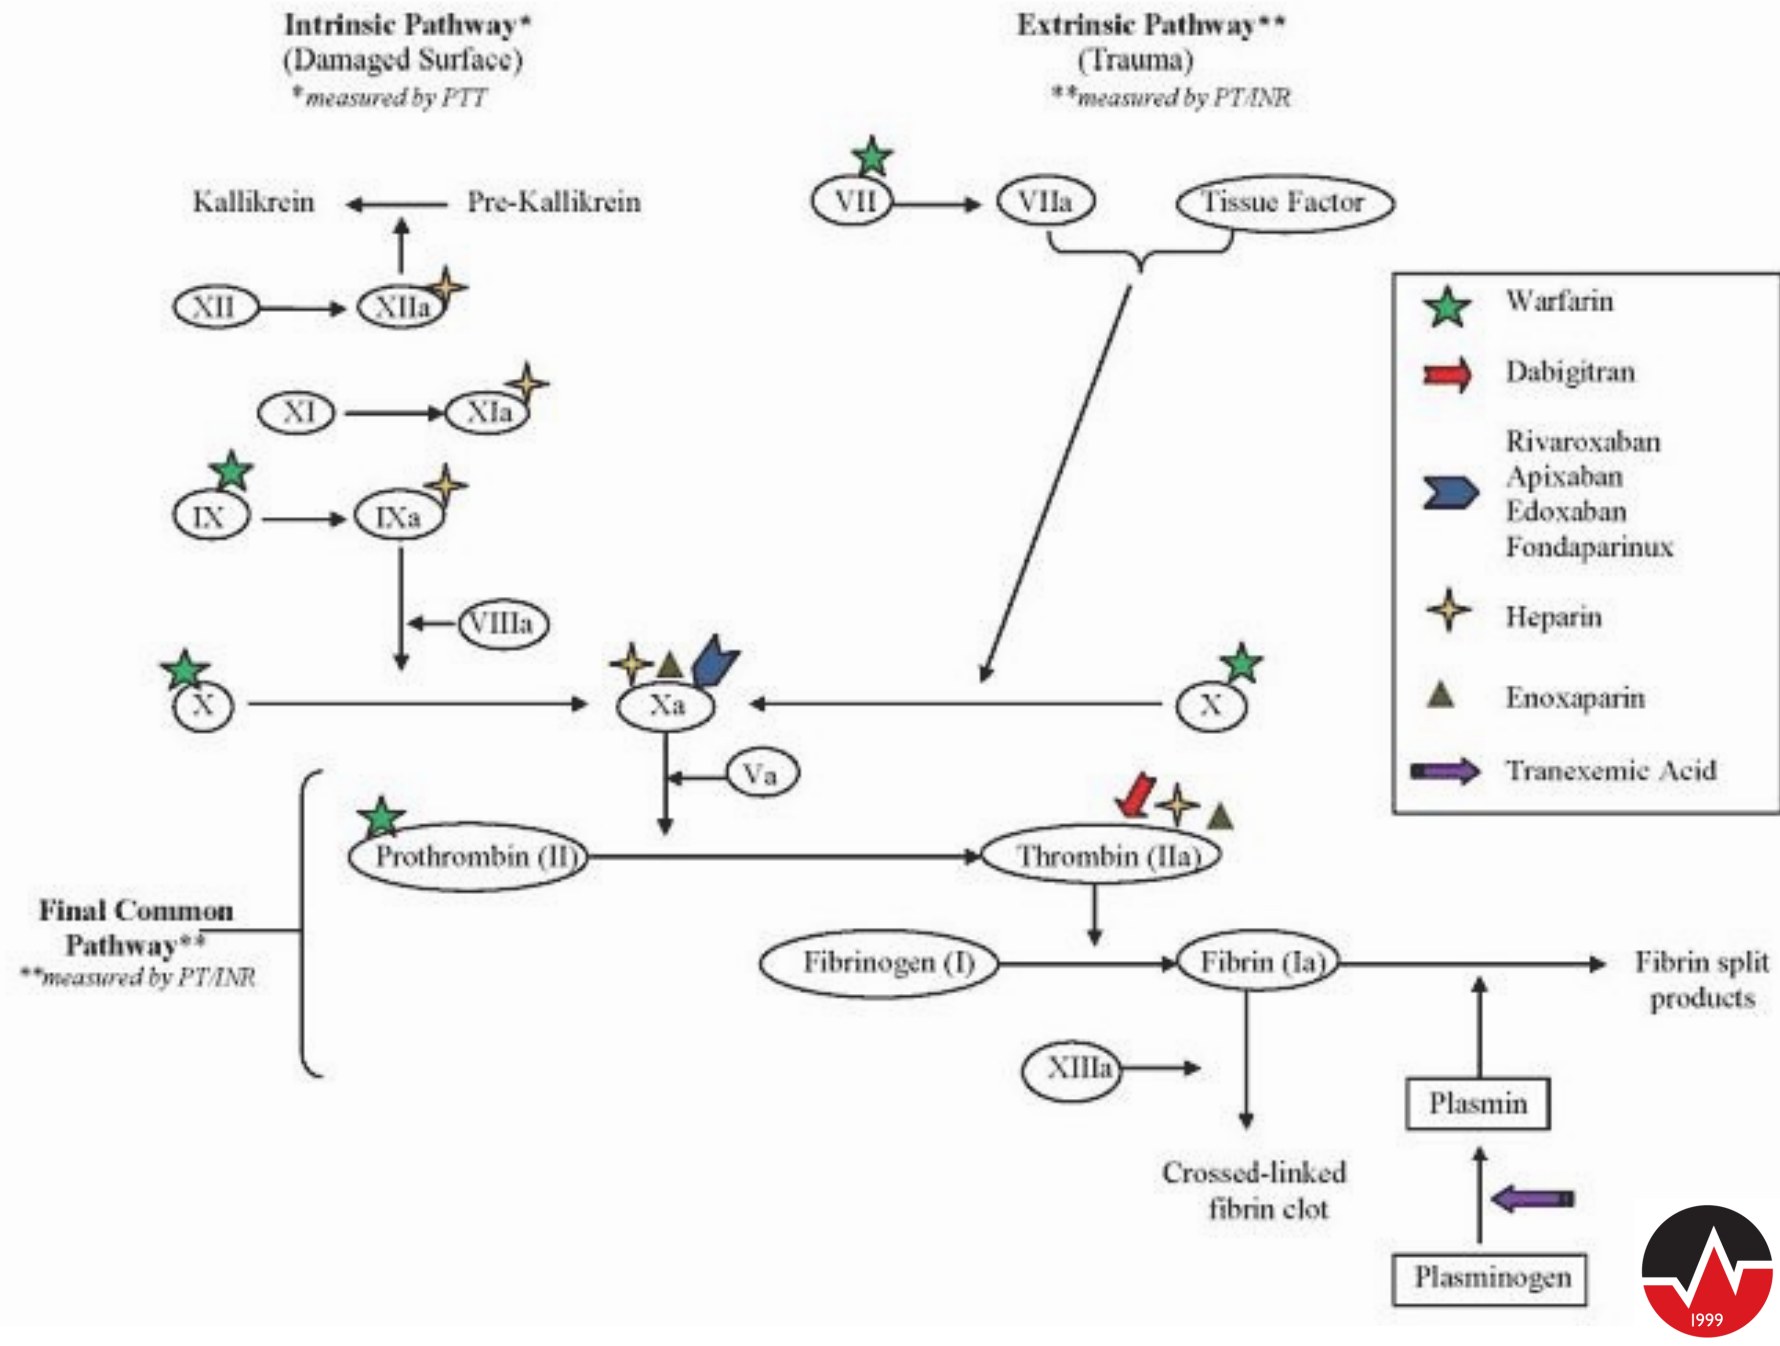 Intrinsic Pathway*
(Damaged Surface)
*measured by PTT
Extrinsic Pathway**
(Trauma)
**measured by PT/INR
VII
VIIa
Tissue Factor
Kallikrein
Pre-Kallikrein
XII
XIIa
XI
XIa
IX
IXa
VIIIa
X
Xa
X
Va
Prothrombin (II)
Thrombin (IIa)
Final Common
Pathway**
**measured by PT/INR
Fibrinogen (I)
Fibrin (Ia)
Fibrin split
products
XIIIa
Plasmin
Crossed-linked
fibrin clot
Plasminogen
Warfarin
Dabigitran
Rivaroxaban
Apixaban
Edoxaban
Fondaparinux
Heparin
Enoxaparin
Tranexemic Acid
1999